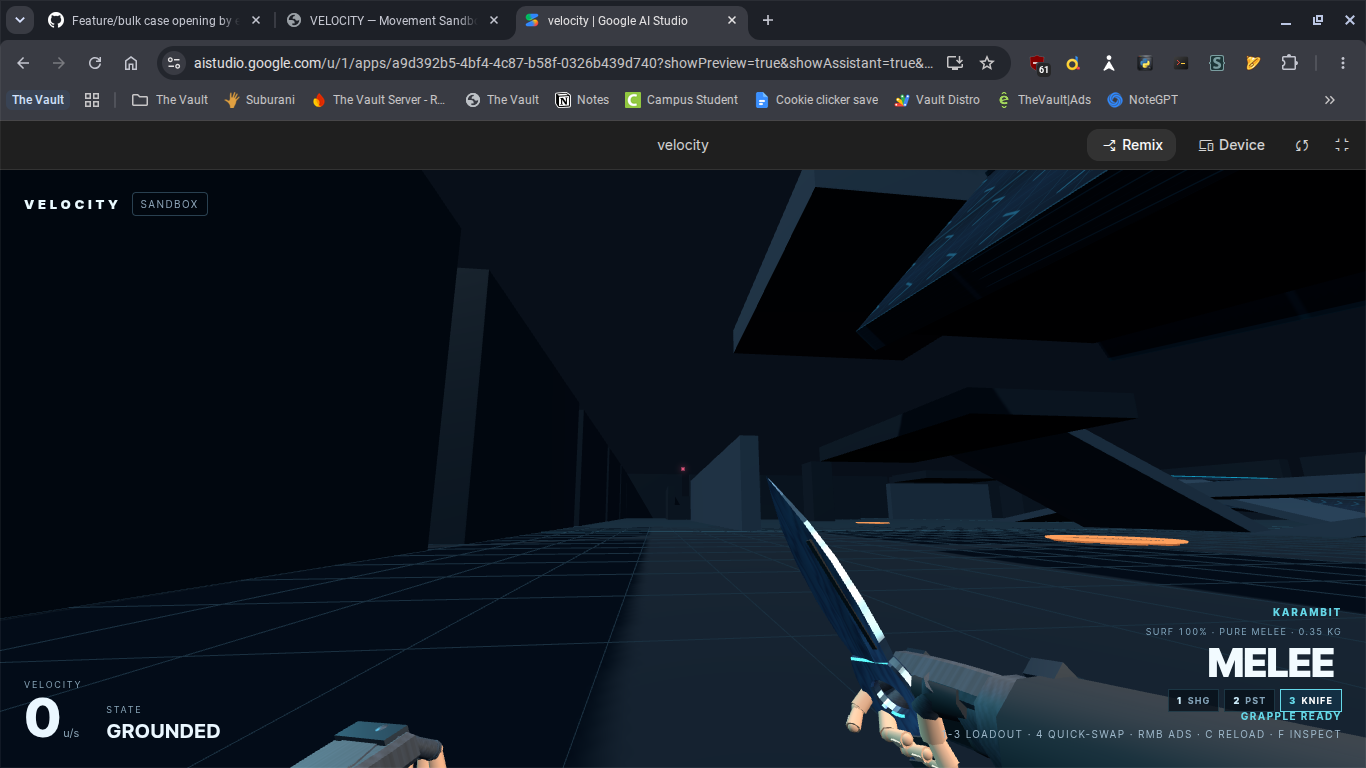 Feature/bulk case opening by
VELOCITY — Movement Sandb
velocity | Google AI Studio
aistudio.google.com/u/1/apps/a9d392b5-4bf4-4c87-b58f-0326b439d740?showPreview=true&showAssistant=true&...
61
The Vault
The Vault
Suburani
The Vault Server - R...
The Vault
Notes
Campus Student
Cookie clicker save
Vault Distro
TheVault|Ads
NoteGPT
velocity
Remix
Device
VELOCITY
SANDBOX
KARAMBIT
SURF 100% · PURE MELEE · 0.35 KG
MELEE
1 SHG
2 PST
3 KNIFE
GRAPPLE READY
-3 LOADOUT · 4 QUICK-SWAP · RMB ADS · C RELOAD · F INSPECT
VELOCITY
0 u/s
STATE
GROUNDED